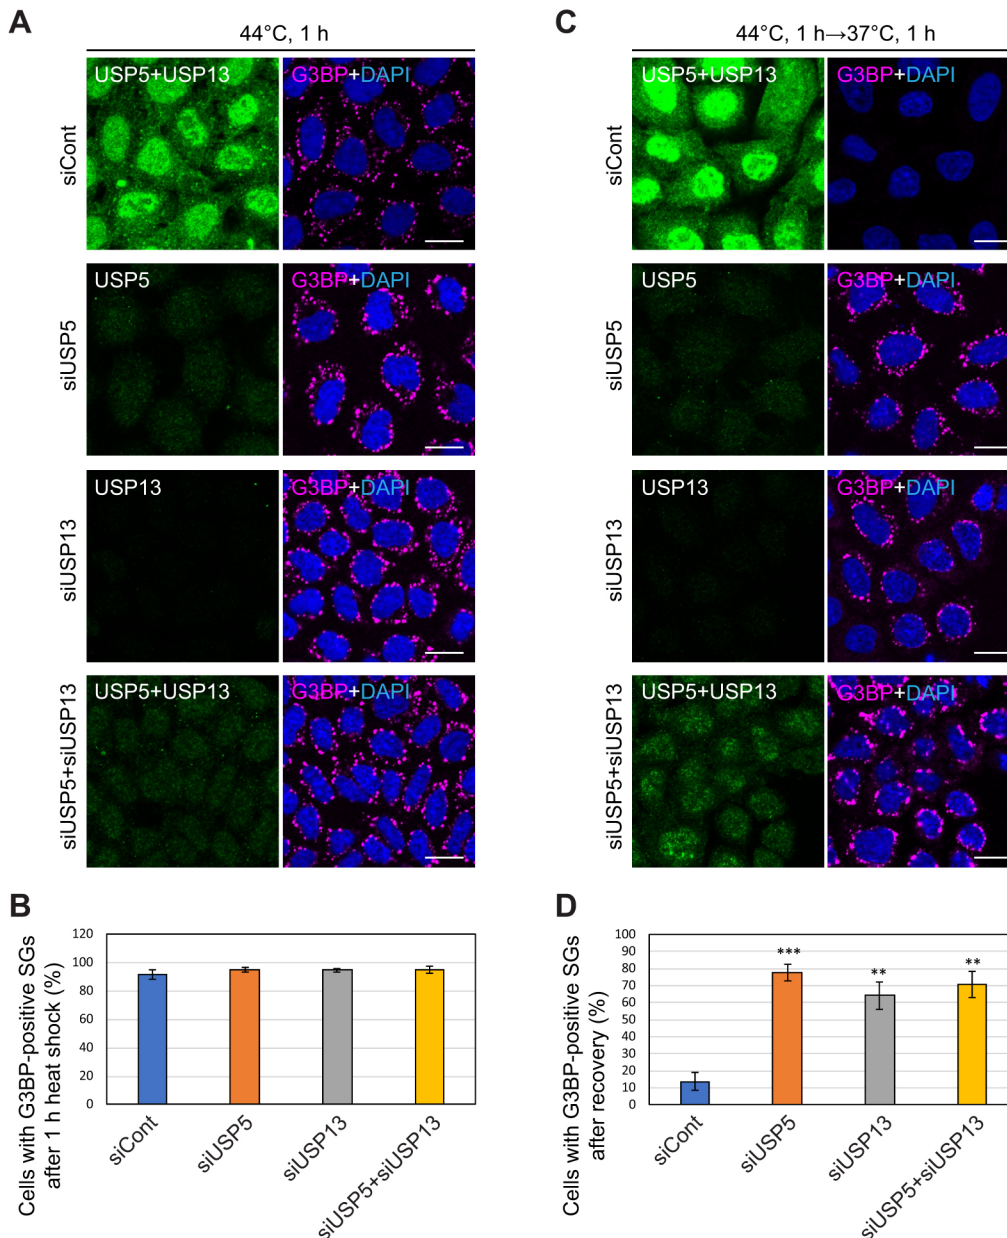 A
44°C, 1 h
siCont
USP5+USP13
G3BP+DAPI
siUSP5
USP5
G3BP+DAPI
siUSP13
USP13
G3BP+DAPI
siUSP5+siUSP13
USP5+USP13
G3BP+DAPI
C
44°C, 1 h→37°C, 1 h
siCont
USP5+USP13
G3BP+DAPI
siUSP5
USP5
G3BP+DAPI
siUSP13
USP13
G3BP+DAPI
siUSP5+siUSP13
USP5+USP13
G3BP+DAPI
B
Cells with G3BP-positive SGs
after 1 h heat shock (%)
120
100
80
60
40
20
0
siCont
siUSP5
siUSP13
siUSP5+siUSP13
D
Cells with G3BP-positive SGs
after recovery (%)
100
90
80
70
60
50
40
30
20
10
0
***
**
**
siCont
siUSP5
siUSP13
siUSP5+siUSP13